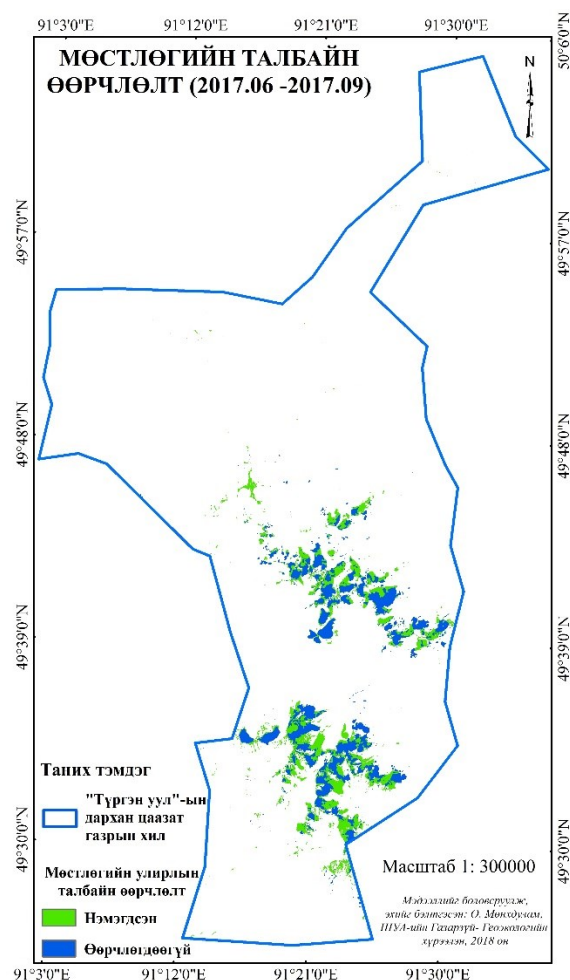 91°3'0"E 91°12'0"E 91°21'0"E 91°30'0"E
50°6'0"N
МӨСТЛӨГИЙН ТАЛБАЙН
ӨӨРЧЛӨЛТ (2017.06 -2017.09)
N
49°57'0"N 49°57'0"N
49°48'0"N 49°48'0"N
49°39'0"N 49°39'0"N
49°30'0"N 49°30'0"N
Таних тэмдэг
"Түргэн уул"-ын
дархан цаазат
газрын хил
Мөстлөгийн улирлын
талбайн өөрчлөлт
Нэмэгдсэн
Өөрчлөгдөөгүй
Масштаб 1: 300000
Мэдээллийг боловсруулж,
эхийг бэлтгэсэн: О. Мөнхдулам,
ШУА-ийн Газарзүй- Геоэкологийн
хүрээлэн, 2018 он
91°3'0"E 91°12'0"E 91°21'0"E 91°30'0"E